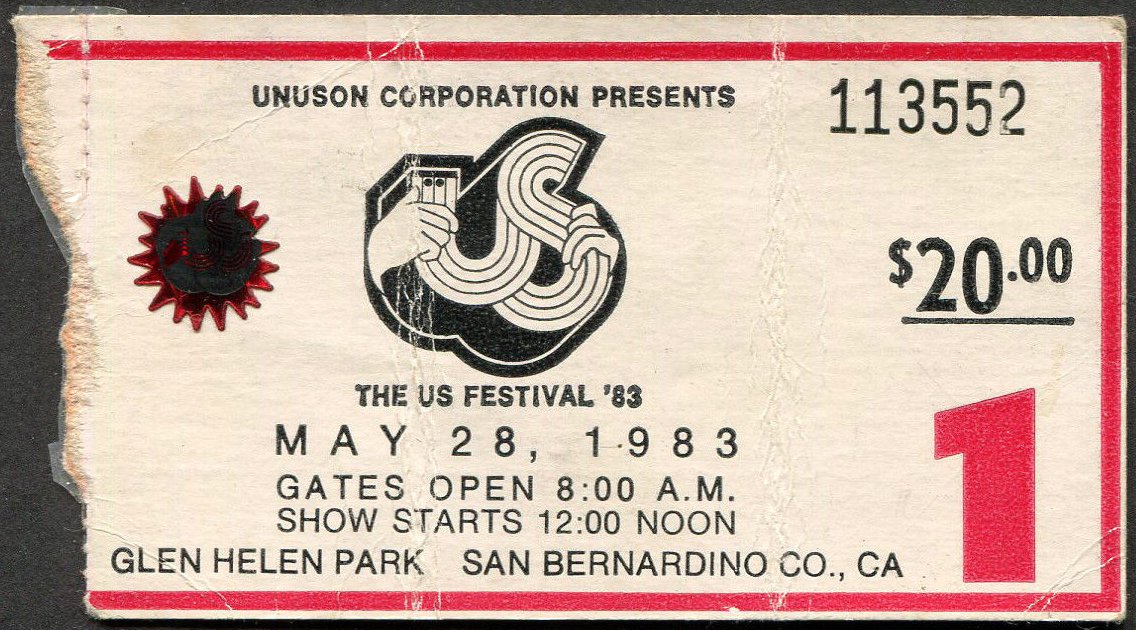 UNUSON CORPORATION PRESENTS
113552
US
$20.00
THE US FESTIVAL '83
MAY 28, 1983
GATES OPEN 8:00 A.M.
SHOW STARTS 12:00 NOON
GLEN HELEN PARK SAN BERNARDINO CO., CA
1